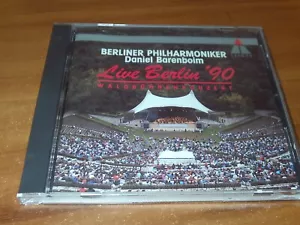 BERLINER PHILHARMONIKER
Daniel Barenboim
Live Berlin '90
WALDBÜHNENKONZERT